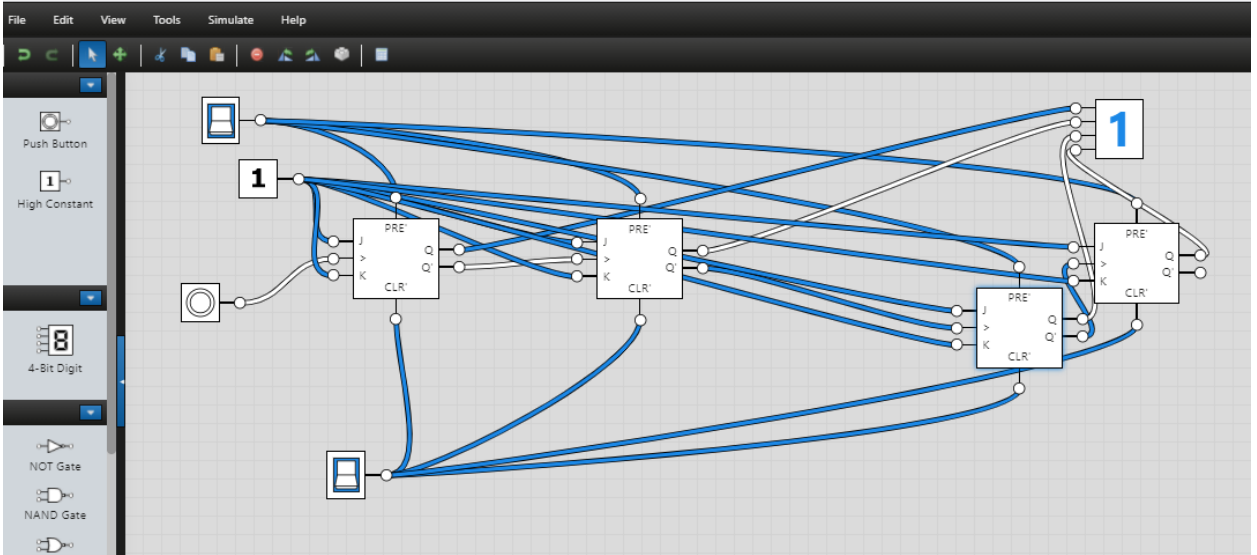 File Edit View Tools Simulate Help
Push Button
1
High Constant
8
4-Bit Digit
NOT Gate
NAND Gate
1
1
PRE'
J Q
>
K Q'
CLR'
PRE'
J Q
>
K Q'
CLR'
PRE'
J Q
>
K Q'
CLR'
PRE'
J Q
>
K Q'
CLR'